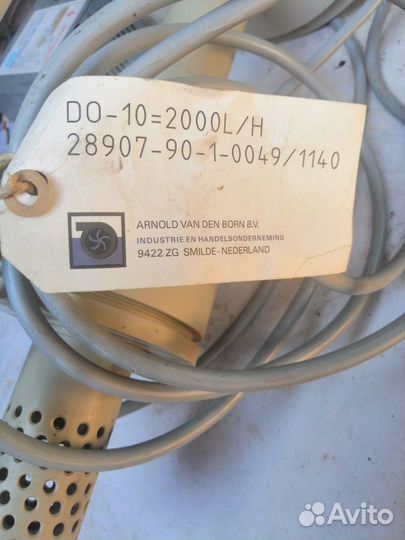 DO-10=2000L/H
28907-90-1-0049/1140
ARNOLD VAN DEN BORN B.V.
INDUSTRIE EN HANDELSONDERNEMING
9422 ZG SMILDE-NEDERLAND
Avito